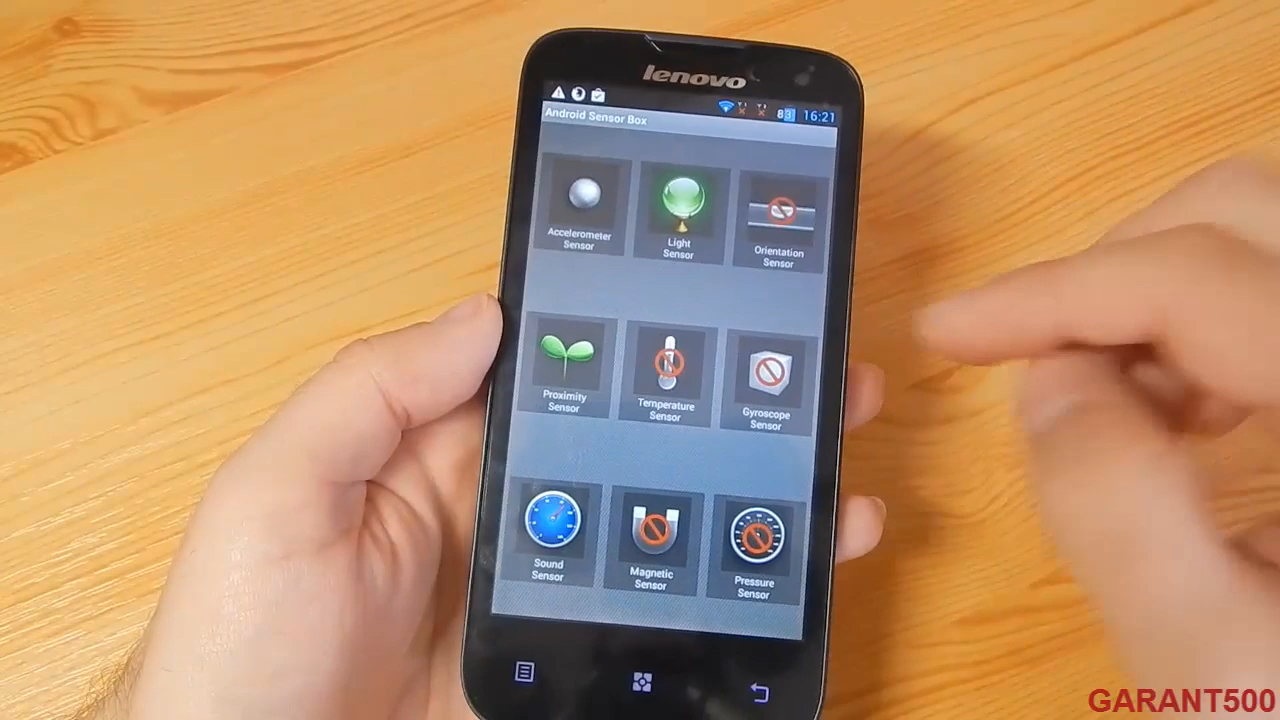 lenovo
83
16:21
Android Sensor Box
Accelerometer
Sensor
Light
Sensor
Orientation
Sensor
Proximity
Sensor
Temperature
Sensor
Gyroscope
Sensor
Sound
Sensor
Magnetic
Sensor
Pressure
Sensor
GARANT500